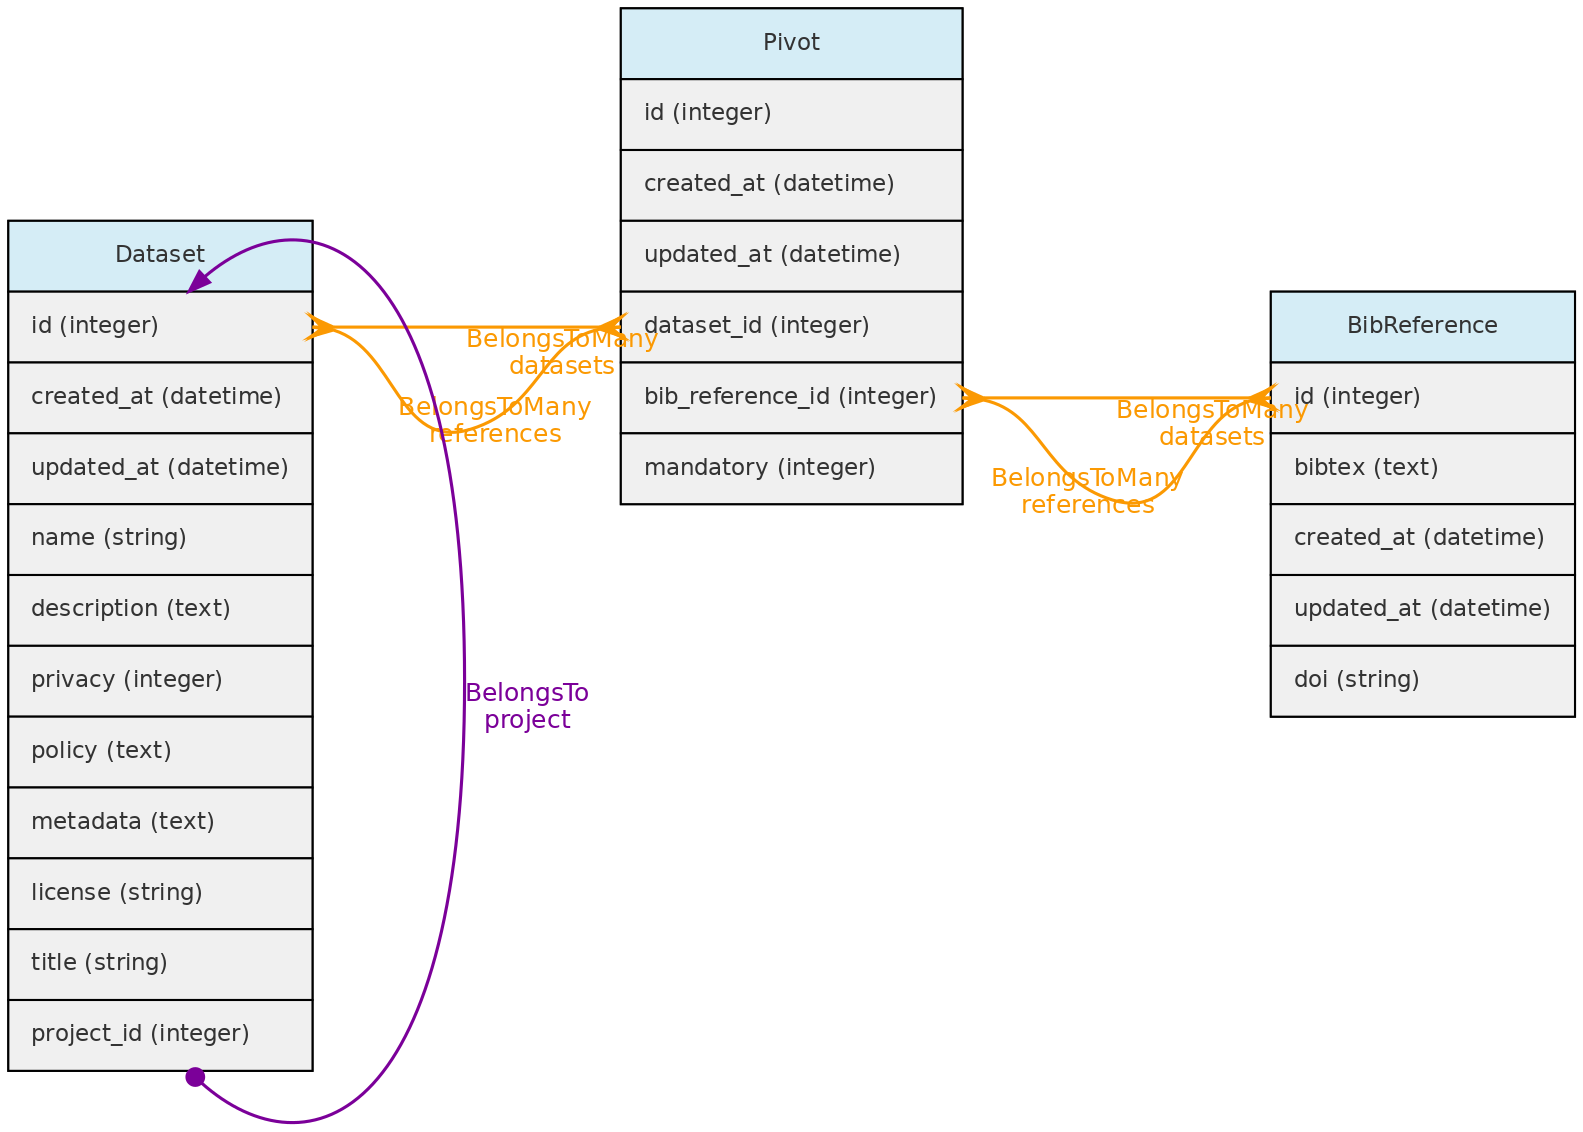 Dataset
id (integer)
created_at (datetime)
updated_at (datetime)
name (string)
description (text)
privacy (integer)
policy (text)
metadata (text)
license (string)
title (string)
project_id (integer)
BelongsToMany
datasets
BelongsToMany
references
BelongsTo
project
Pivot
id (integer)
created_at (datetime)
updated_at (datetime)
dataset_id (integer)
bib_reference_id (integer)
mandatory (integer)
BelongsToMany
datasets
BelongsToMany
references
BibReference
id (integer)
bibtex (text)
created_at (datetime)
updated_at (datetime)
doi (string)